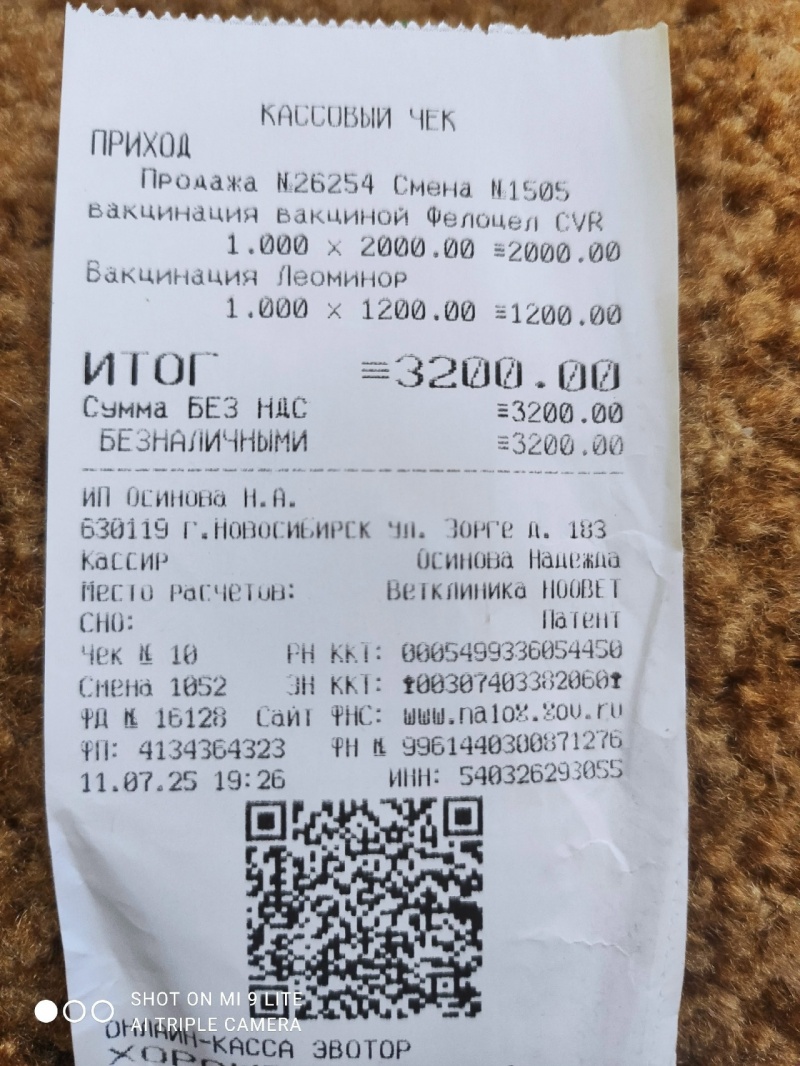 КАССОВЫЙ ЧЕК
ПРИХОД
Продажа №26254 Смена №1505
вакцинация вакциной Фелоцел CVR
1.000 x 2000.00 ≡2000.00
Вакцинация Леоминор
1.000 x 1200.00 ≡1200.00
ИТОГ ≡3200.00
Сумма БЕЗ НДС ≡3200.00
БЕЗНАЛИЧНЫМИ ≡3200.00
ИП Осинова Н.А.
630119 г.Новосибирск ул. Зорге д. 183
Кассир Осинова Надежда
Место расчетов: Ветклиника НООВЕТ
СНО: Патент
Чек № 10 РН ККТ: 0005499336054450
Смена 1052 ЗН ККТ: 00307403382060
ФД № 16128 Сайт ФНС: www.nalog.gov.ru
ФП: 4134364323 ФН № 9961440300871276
11.07.25 19:26 ИНН: 540326293055
SHOT ON MI 9 LITE
AI TRIPLE CAMERA
ОНЛАЙН-КАССА ЭВОТОР